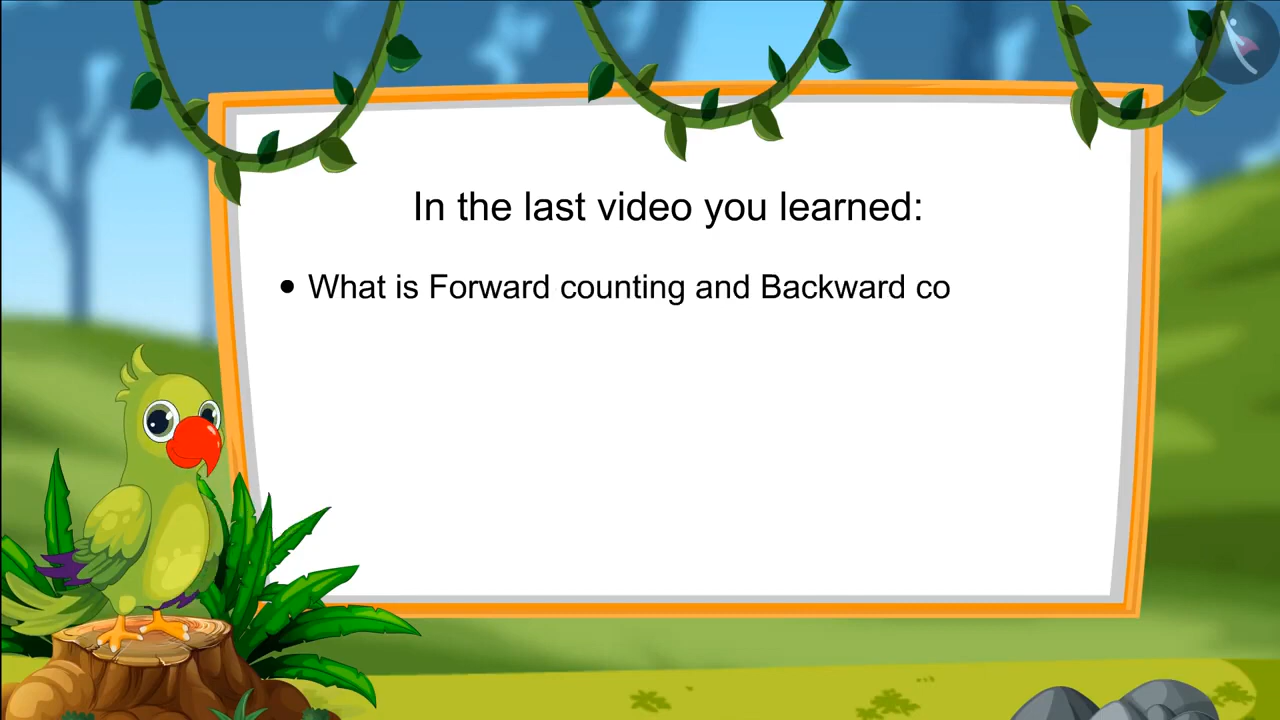 In the last video you learned:
• What is Forward counting and Backward co